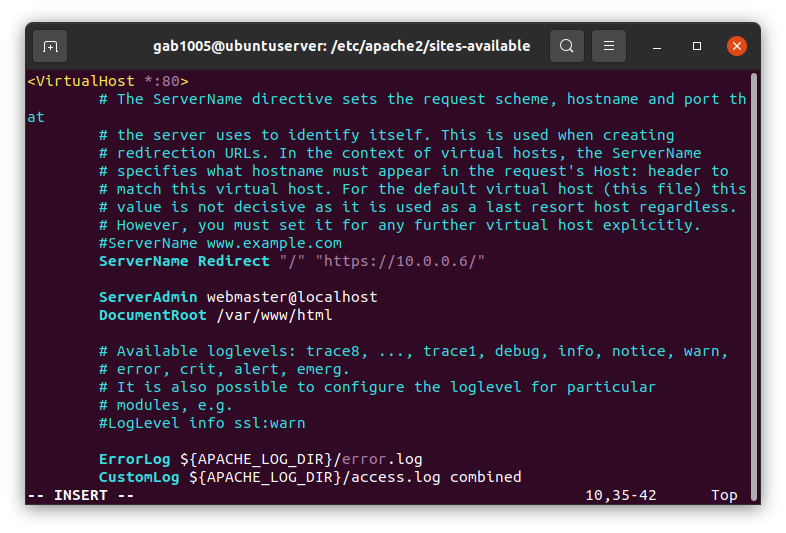 gab1005@ubuntuserver: /etc/apache2/sites-available
<VirtualHost *:80>
# The ServerName directive sets the request scheme, hostname and port th
at
# the server uses to identify itself. This is used when creating
# redirection URLs. In the context of virtual hosts, the ServerName
# specifies what hostname must appear in the request's Host: header to
# match this virtual host. For the default virtual host (this file) this
# value is not decisive as it is used as a last resort host regardless.
# However, you must set it for any further virtual host explicitly.
#ServerName www.example.com
ServerName Redirect "/" "https://10.0.0.6/"
ServerAdmin webmaster@localhost
DocumentRoot /var/www/html
# Available loglevels: trace8, ..., trace1, debug, info, notice, warn,
# error, crit, alert, emerg.
# It is also possible to configure the loglevel for particular
# modules, e.g.
#LogLevel info ssl:warn
ErrorLog ${APACHE_LOG_DIR}/error.log
CustomLog ${APACHE_LOG_DIR}/access.log combined
-- INSERT -- 10,35-42 Top